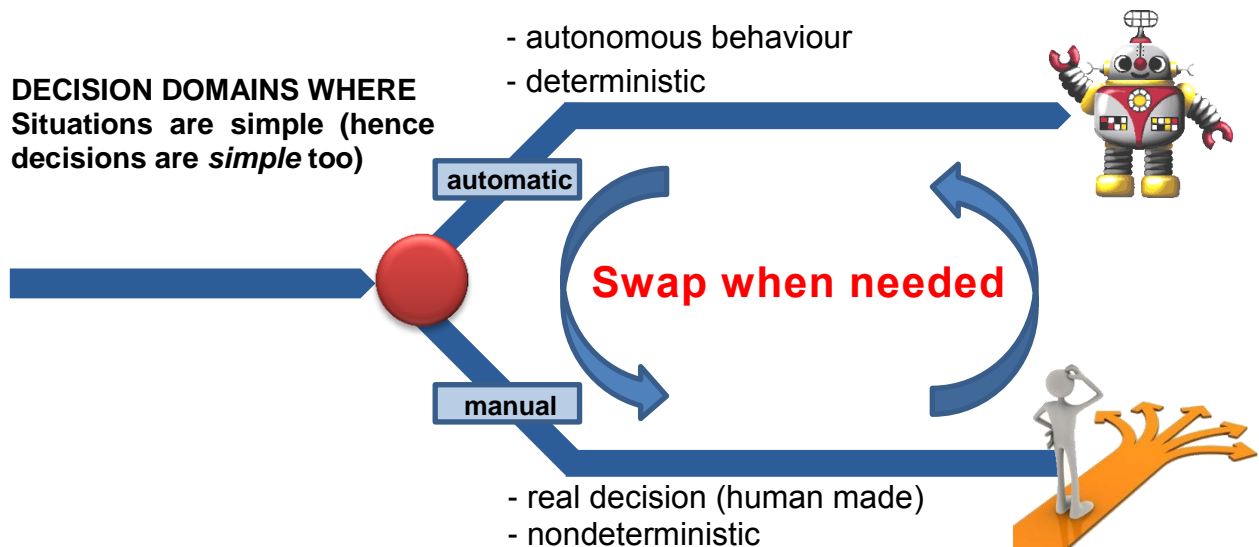 - autonomous behaviour
- deterministic
DECISION DOMAINS WHERE
Situations are simple (hence
decisions are simple too)
automatic
Swap when needed
manual
- real decision (human made)
- nondeterministic